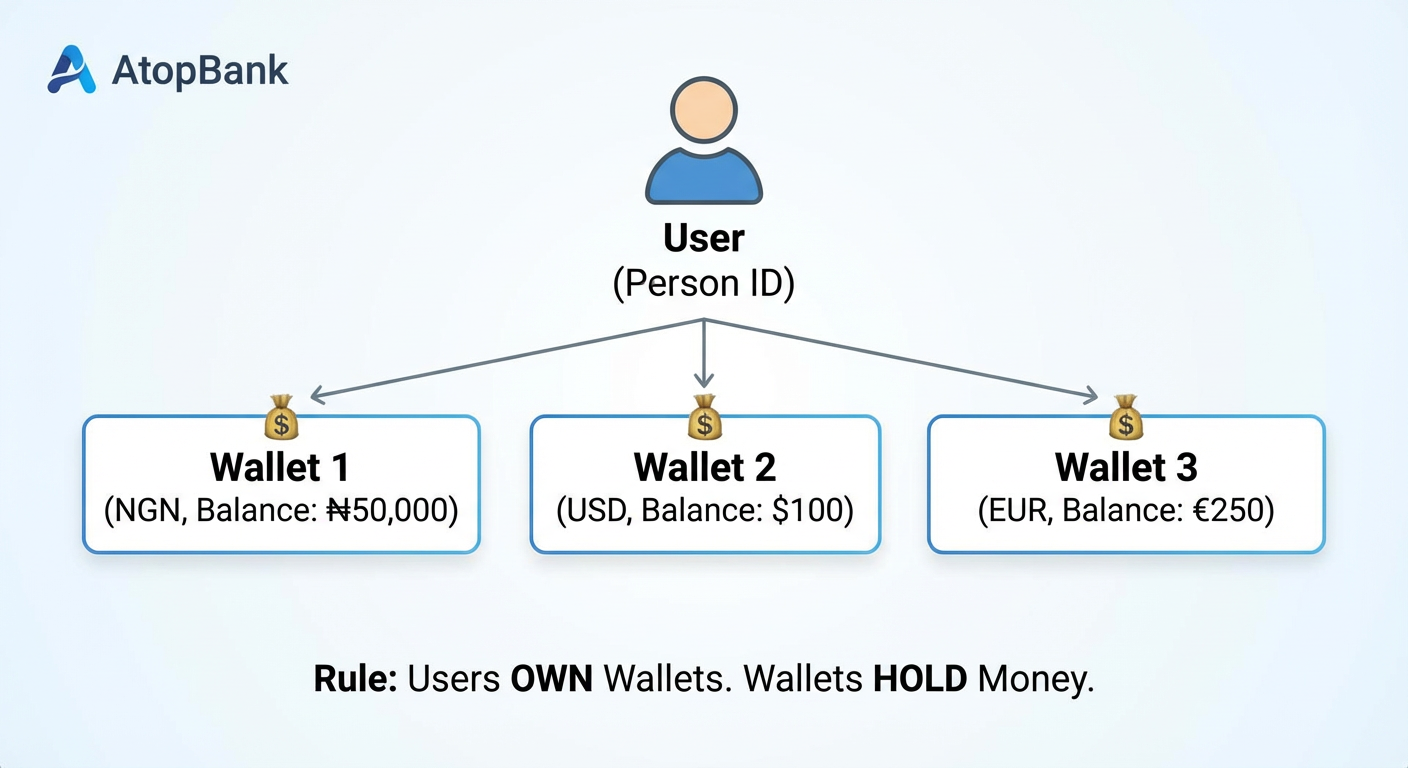 AtopBank
User
(Person ID)
$
Wallet 1
(NGN, Balance: ₦50,000)
$
Wallet 2
(USD, Balance: $100)
$
Wallet 3
(EUR, Balance: €250)
Rule: Users OWN Wallets. Wallets HOLD Money.